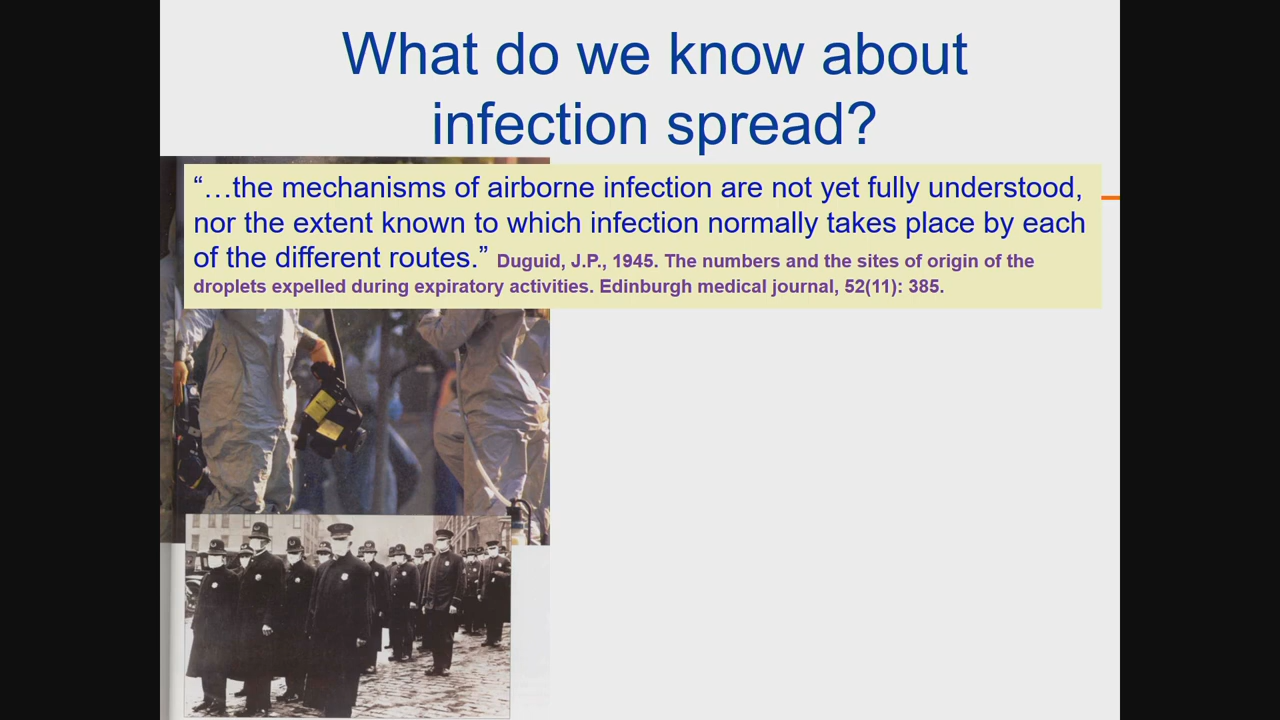 What do we know about
infection spread?
“…the mechanisms of airborne infection are not yet fully understood,
nor the extent known to which infection normally takes place by each
of the different routes.” Duguid, J.P., 1945. The numbers and the sites of origin of the
droplets expelled during expiratory activities. Edinburgh medical journal, 52(11): 385.